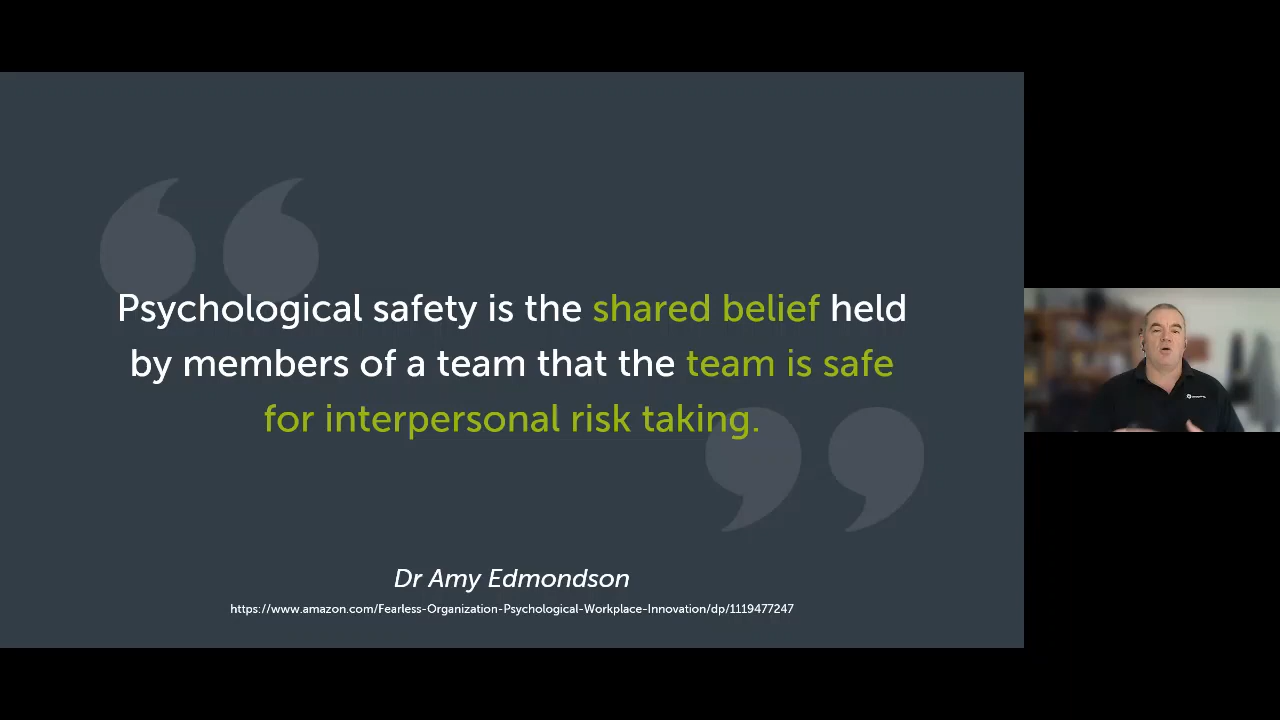 Psychological safety is the shared belief held
by members of a team that the team is safe
for interpersonal risk taking.
Dr Amy Edmondson
https://www.amazon.com/Fearless-Organization-Psychological-Workplace-Innovation/dp/1119477247